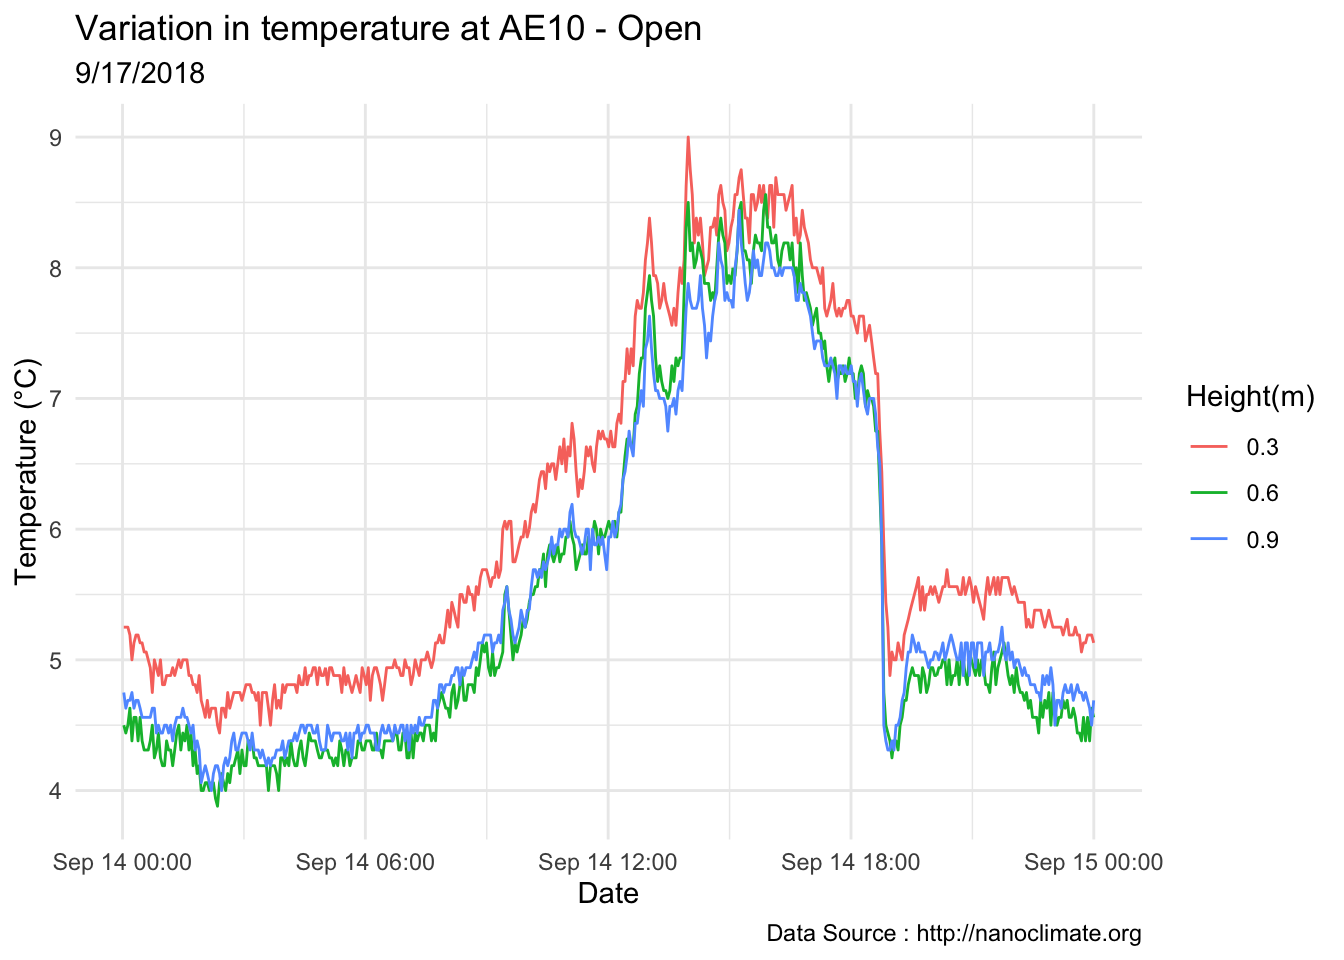 Variation in temperature at AE10 - Open
9/17/2018
Temperature (°C)
9
8
7
6
5
4
Sep 14 00:00
Sep 14 06:00
Sep 14 12:00
Sep 14 18:00
Sep 15 00:00
Date
Height(m)
0.3
0.6
0.9
Data Source : http://nanoclimate.org